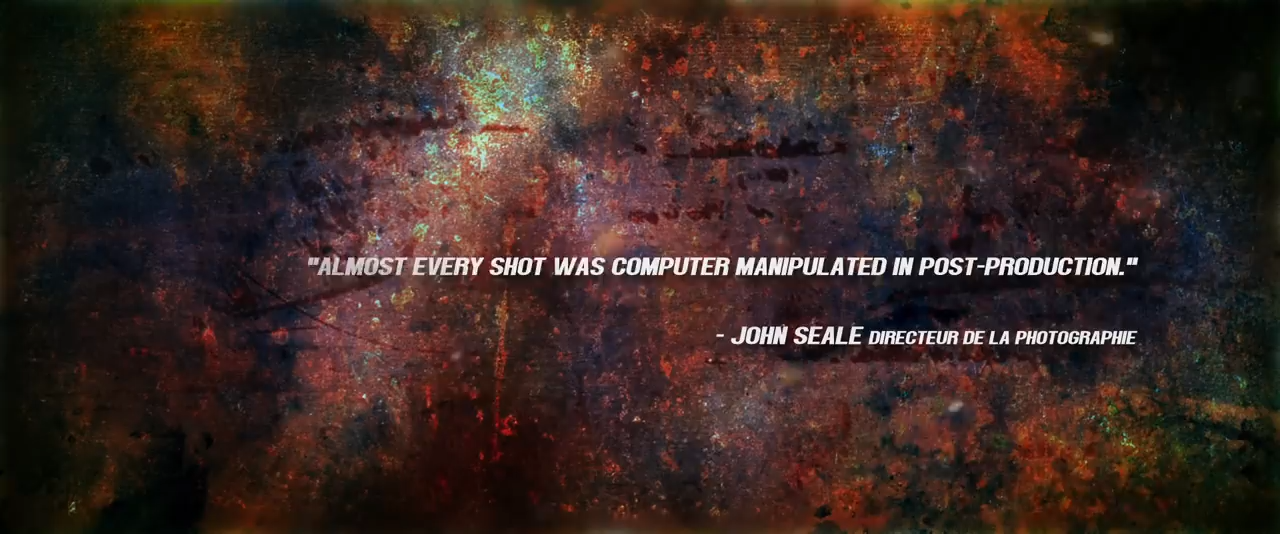 "ALMOST EVERY SHOT WAS COMPUTER MANIPULATED IN POST-PRODUCTION."
- JOHN SEALE DIRECTEUR DE LA PHOTOGRAPHIE